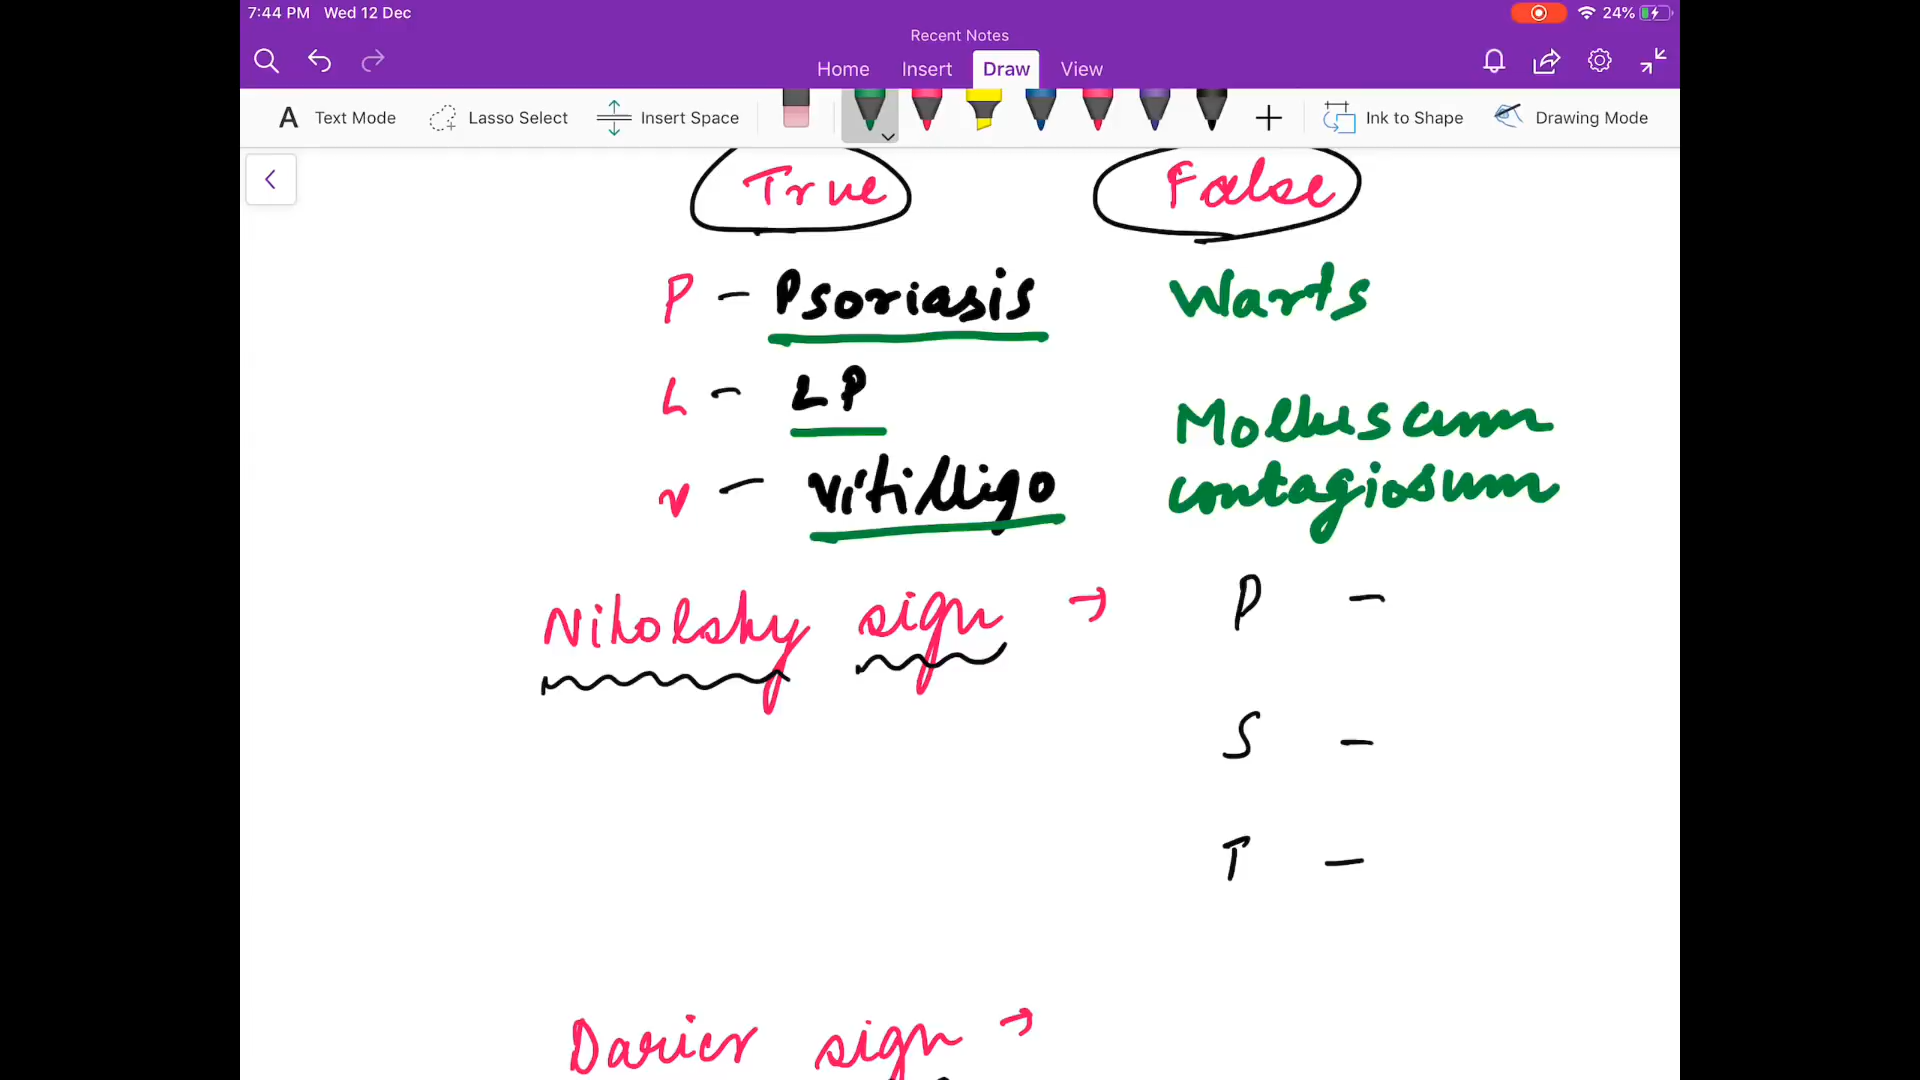 7:44 PM Wed 12 Dec 24%
Recent Notes
Home Insert Draw View
A Text Mode Lasso Select Insert Space Ink to Shape Drawing Mode
True False
P - Psoriasis Warts
L - LP Molluscum
V - Vitilligo contagiosum
Nikolsky sign → P -
S -
T -
Darier sign →